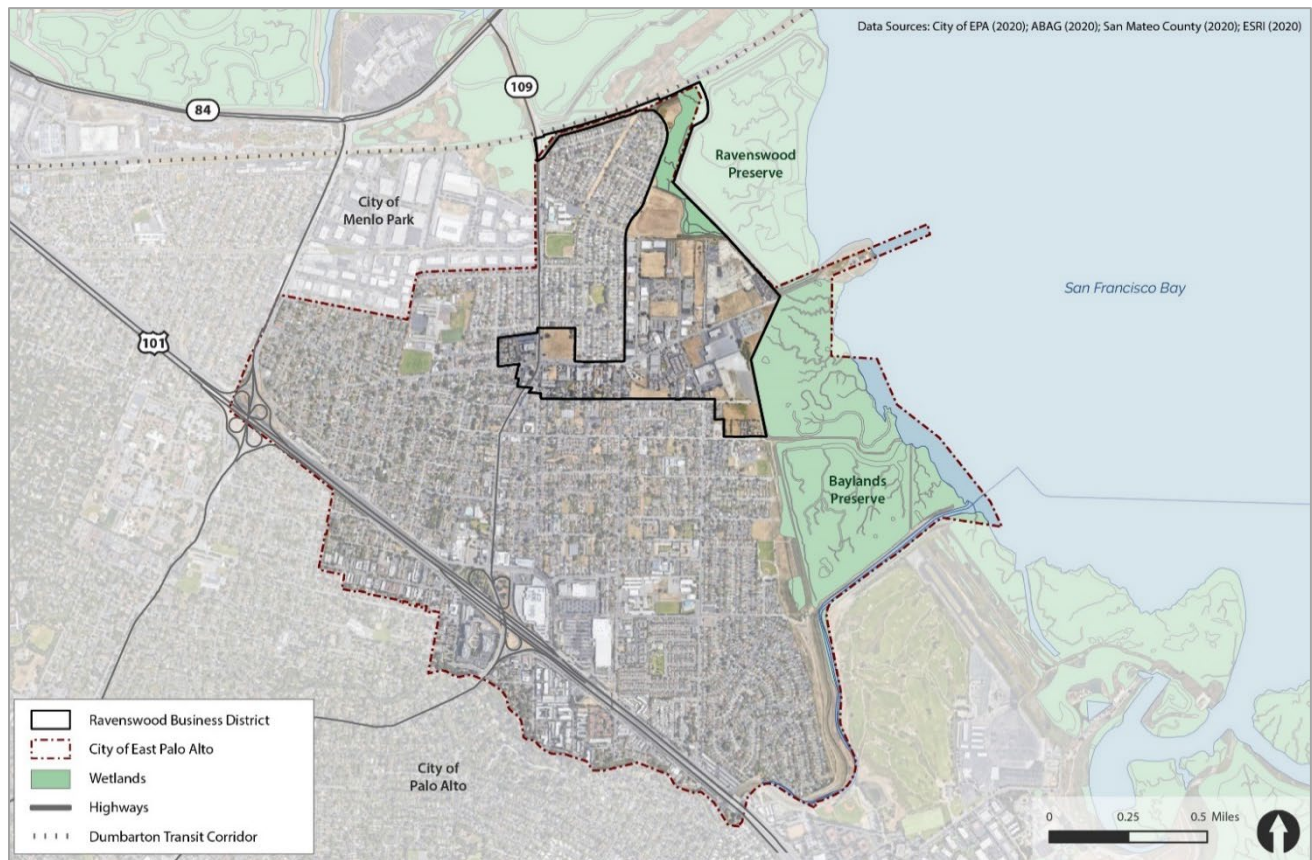 Data Sources: City of EPA (2020); ABAG (2020); San Mateo County (2020); ESRI (2020)
109
84
Ravenswood
Preserve
City of
Menlo Park
San Francisco Bay
101
Baylands
Preserve
City of
Palo Alto
Ravenswood Business District
City of East Palo Alto
Wetlands
Highways
Dumbarton Transit Corridor
0 0.25 0.5 Miles